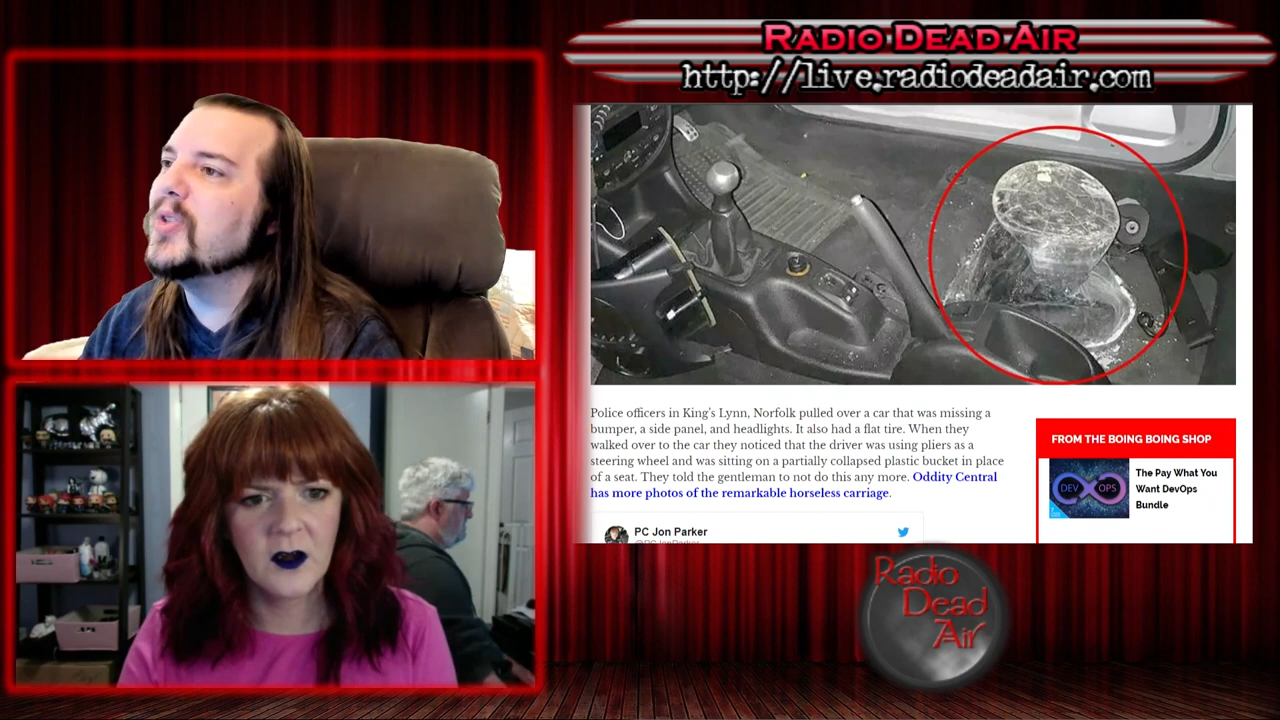 RADIO DEAD AIR
http://live.radiodeadair.com
Police officers in King's Lynn, Norfolk pulled over a car that was missing a
bumper, a side panel, and headlights. It also had a flat tire. When they
walked over to the car they noticed that the driver was using pliers as a
steering wheel and was sitting on a partially collapsed plastic bucket in place
of a seat. They told the gentleman to not do this any more. Oddity Central
has more photos of the remarkable horseless carriage.
FROM THE BOING BOING SHOP
DEV OPS
The Pay What You
Want DevOps
Bundle
PC Jon Parker
Radio
Dead
Air